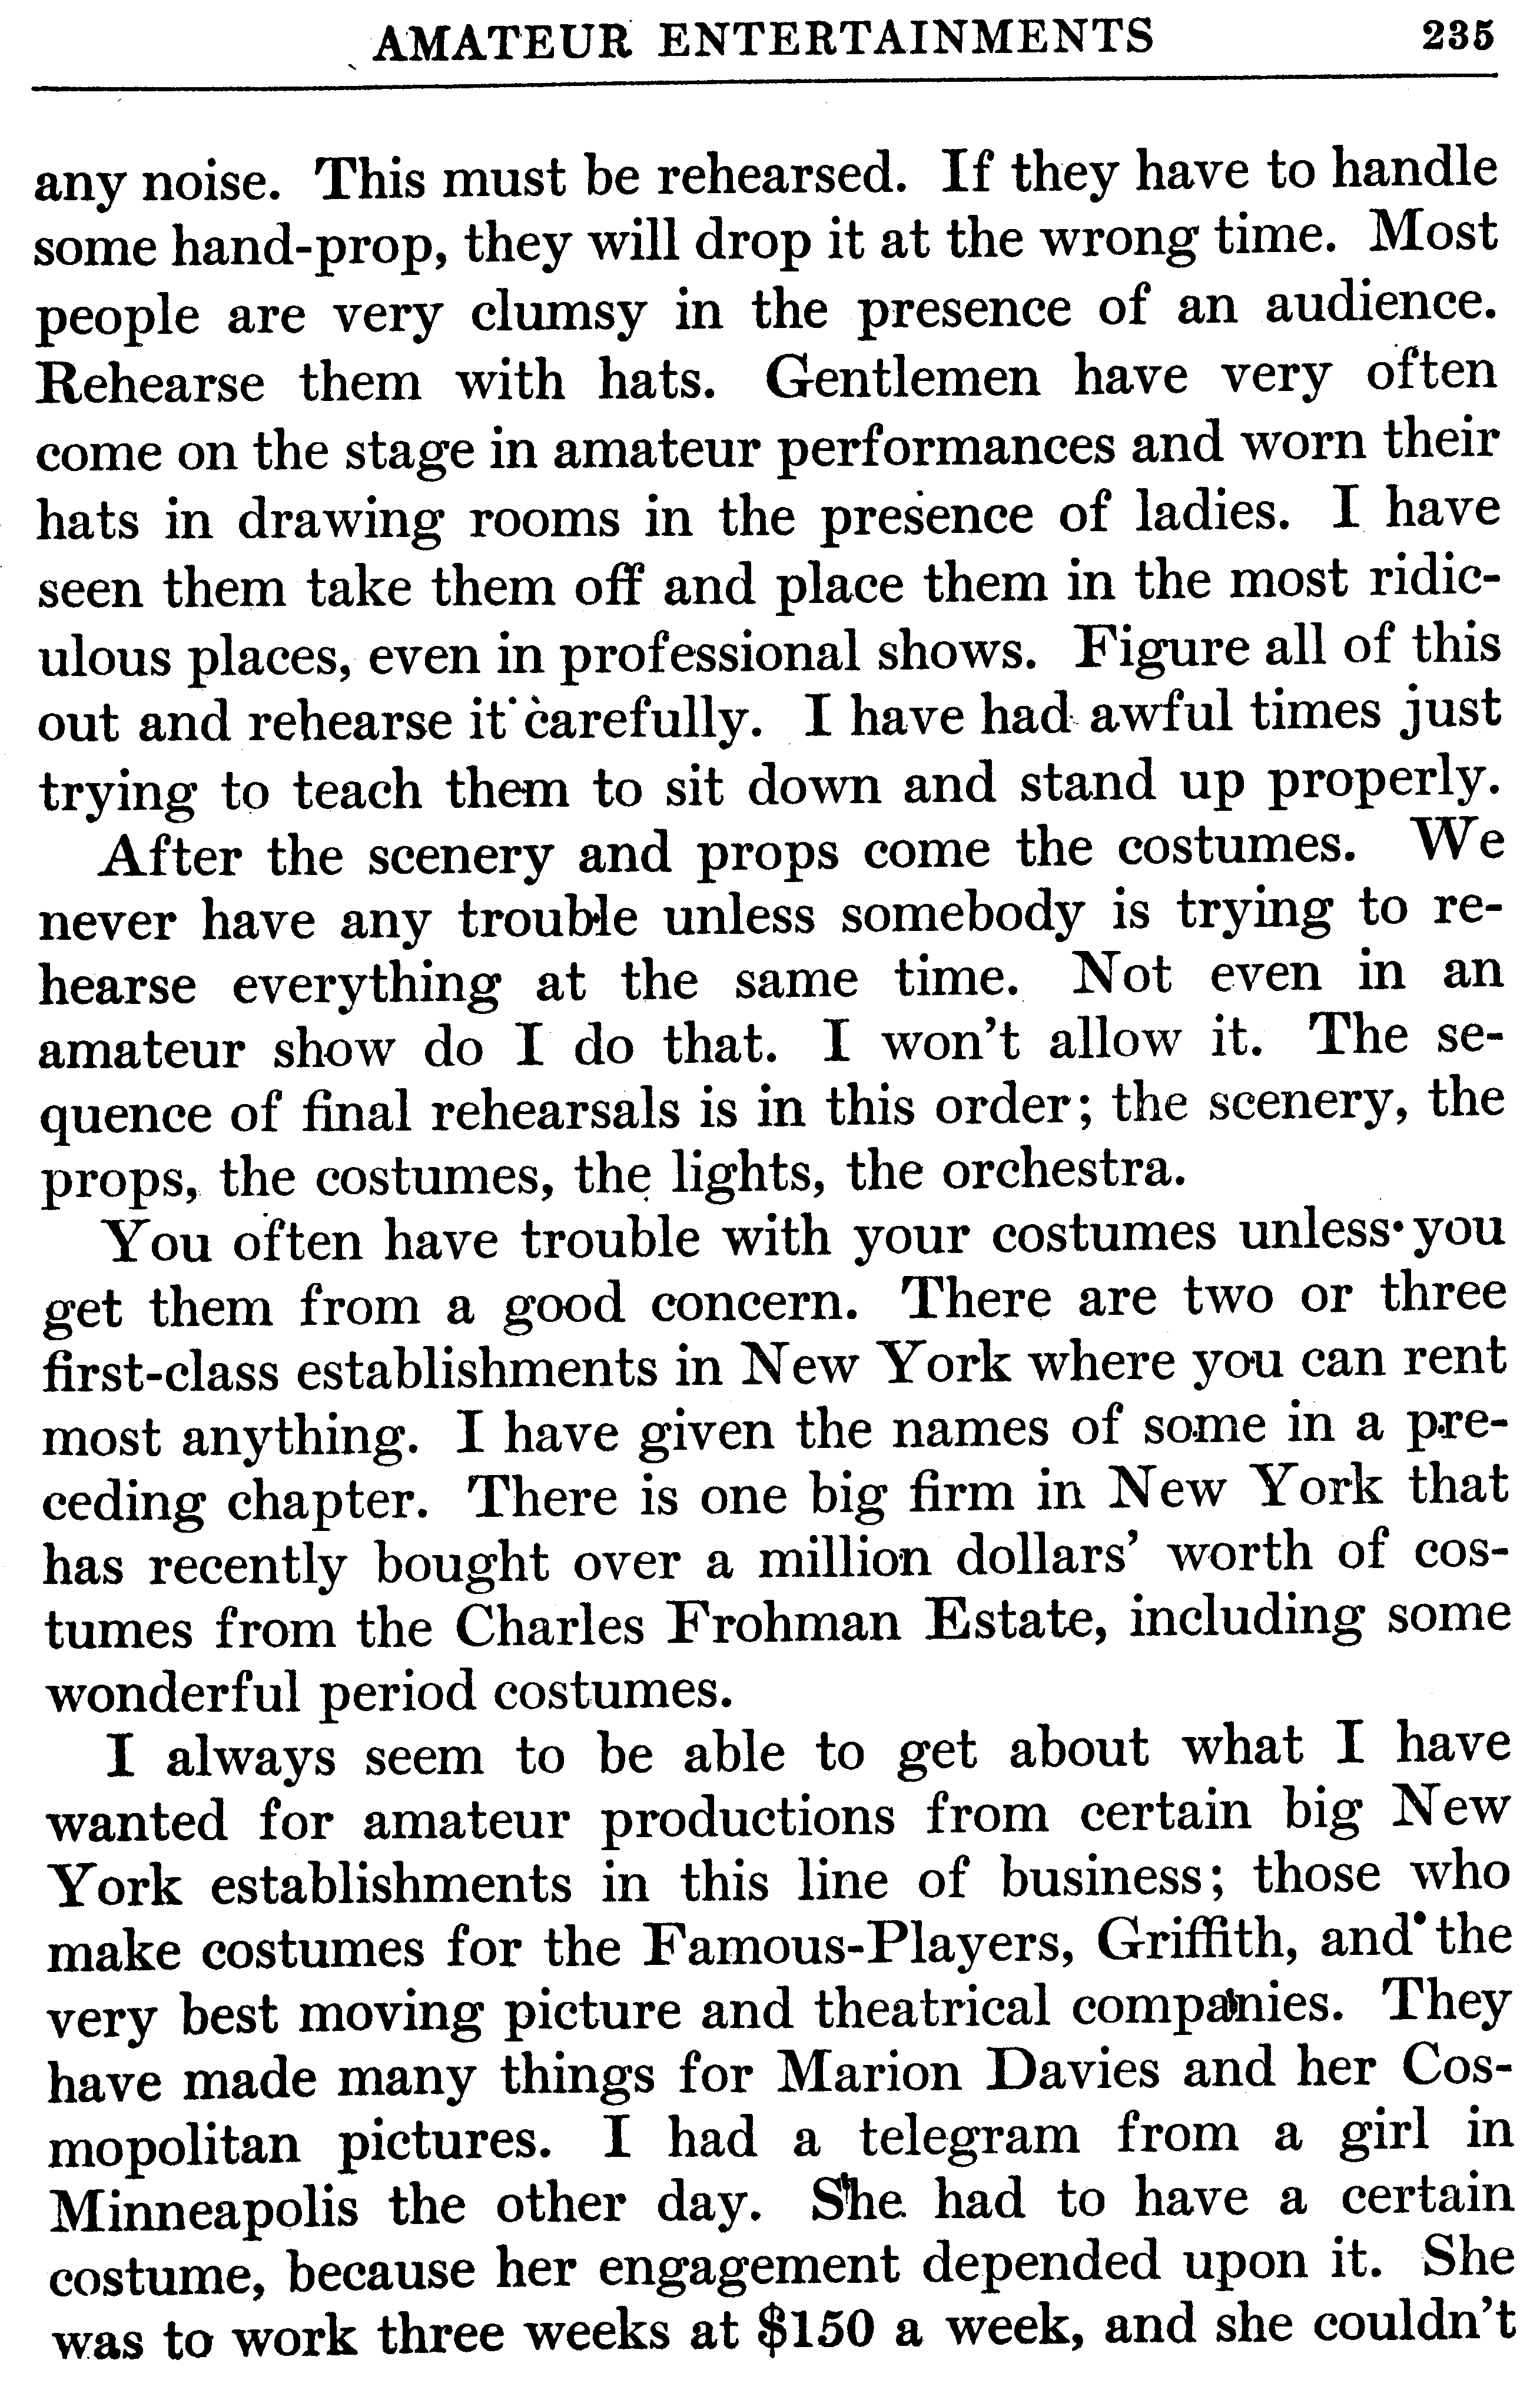 AMATEUR ENTERTAINMENTS 235
any noise. This must be rehearsed. If they have to handle
some hand-prop, they will drop it at the wrong time. Most
people are very clumsy in the presence of an audience.
Rehearse them with hats. Gentlemen have very often
come on the stage in amateur performances and worn their
hats in drawing rooms in the presence of ladies. I have
seen them take them off and place them in the most ridic-
ulous places, even in professional shows. Figure all of this
out and rehearse it carefully. I have had awful times just
trying to teach them to sit down and stand up properly.
After the scenery and props come the costumes. We
never have any trouble unless somebody is trying to re-
hearse everything at the same time. Not even in an
amateur show do I do that. I won't allow it. The se-
quence of final rehearsals is in this order; the scenery, the
props, the costumes, the lights, the orchestra.
You often have trouble with your costumes unless you
get them from a good concern. There are two or three
first-class establishments in New York where you can rent
most anything. I have given the names of some in a pre-
ceding chapter. There is one big firm in New York that
has recently bought over a million dollars' worth of cos-
tumes from the Charles Frohman Estate, including some
wonderful period costumes.
I always seem to be able to get about what I have
wanted for amateur productions from certain big New
York establishments in this line of business; those who
make costumes for the Famous-Players, Griffith, and the
very best moving picture and theatrical companies. They
have made many things for Marion Davies and her Cos-
mopolitan pictures. I had a telegram from a girl in
Minneapolis the other day. She had to have a certain
costume, because her engagement depended upon it. She
was to work three weeks at $150 a week, and she couldn't